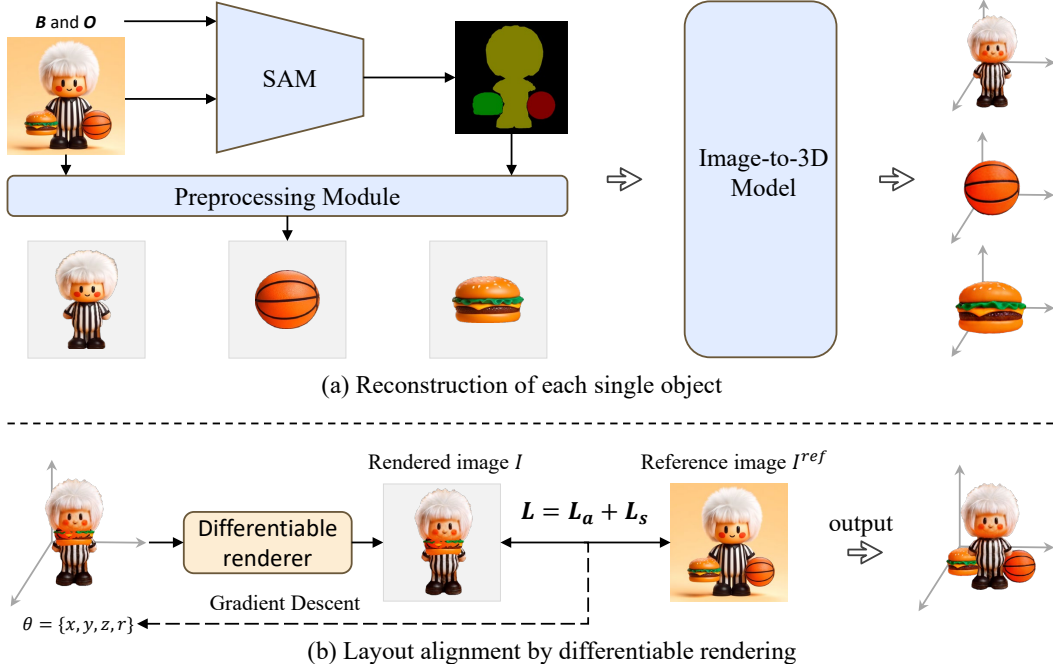 B and O
SAM
Preprocessing Module
Image-to-3D
Model
(a) Reconstruction of each single object
Rendered image I
Reference image I^ref
L = L_a + L_s
Differentiable
renderer
output
Gradient Descent
θ = {x, y, z, r}
(b) Layout alignment by differentiable rendering